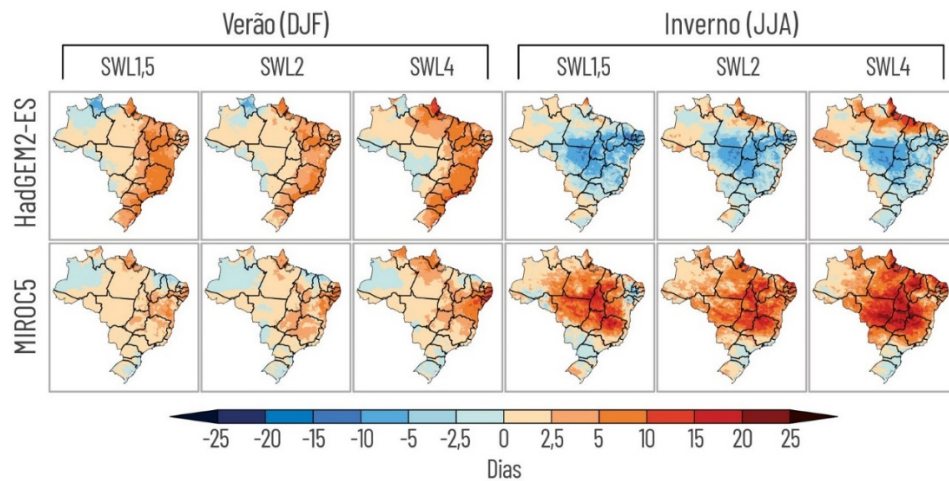 Verão (DJF) Inverno (JJA)
SWL1,5 SWL2 SWL4 SWL1,5 SWL2 SWL4
HadGEM2-ES
MIROC5
-25 -20 -15 -10 -5 -2,5 0 2,5 5 10 15 20 25
Dias